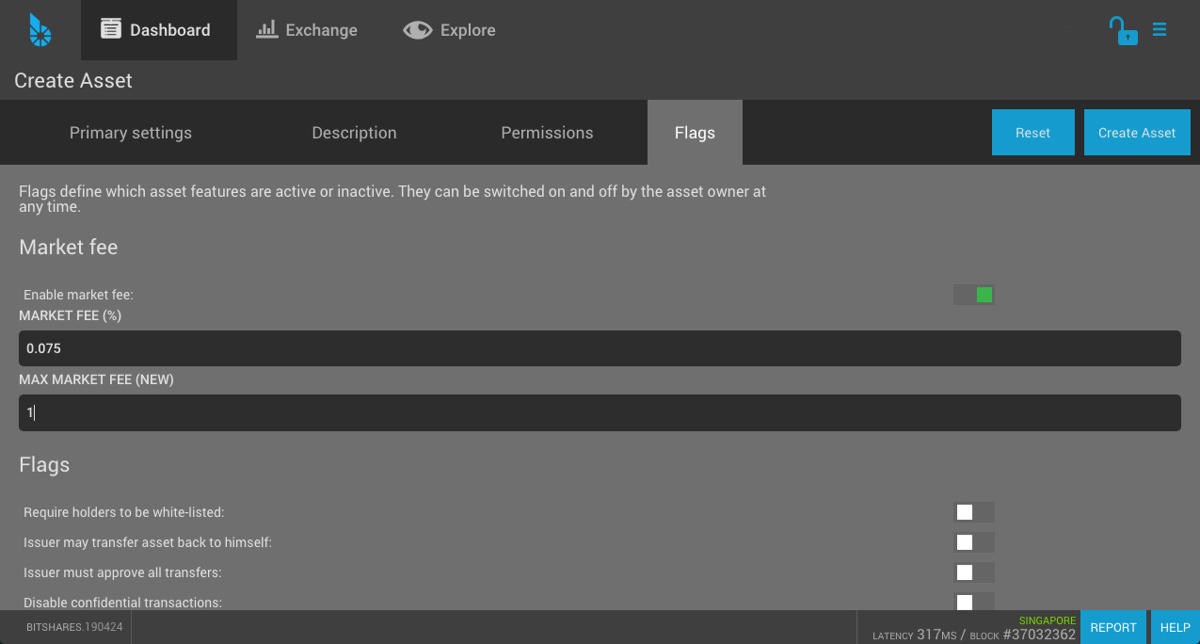 Dashboard Exchange Explore
Create Asset
Primary settings Description Permissions Flags Reset Create Asset
Flags define which asset features are active or inactive. They can be switched on and off by the asset owner at
any time.
Market fee
Enable market fee:
MARKET FEE (%)
0.075
MAX MARKET FEE (NEW)
1
Flags
Require holders to be white-listed:
Issuer may transfer asset back to himself:
Issuer must approve all transfers:
Disable confidential transactions:
BITSHARES.190424
SINGAPORE
LATENCY 317MS / BLOCK #37032362
REPORT HELP